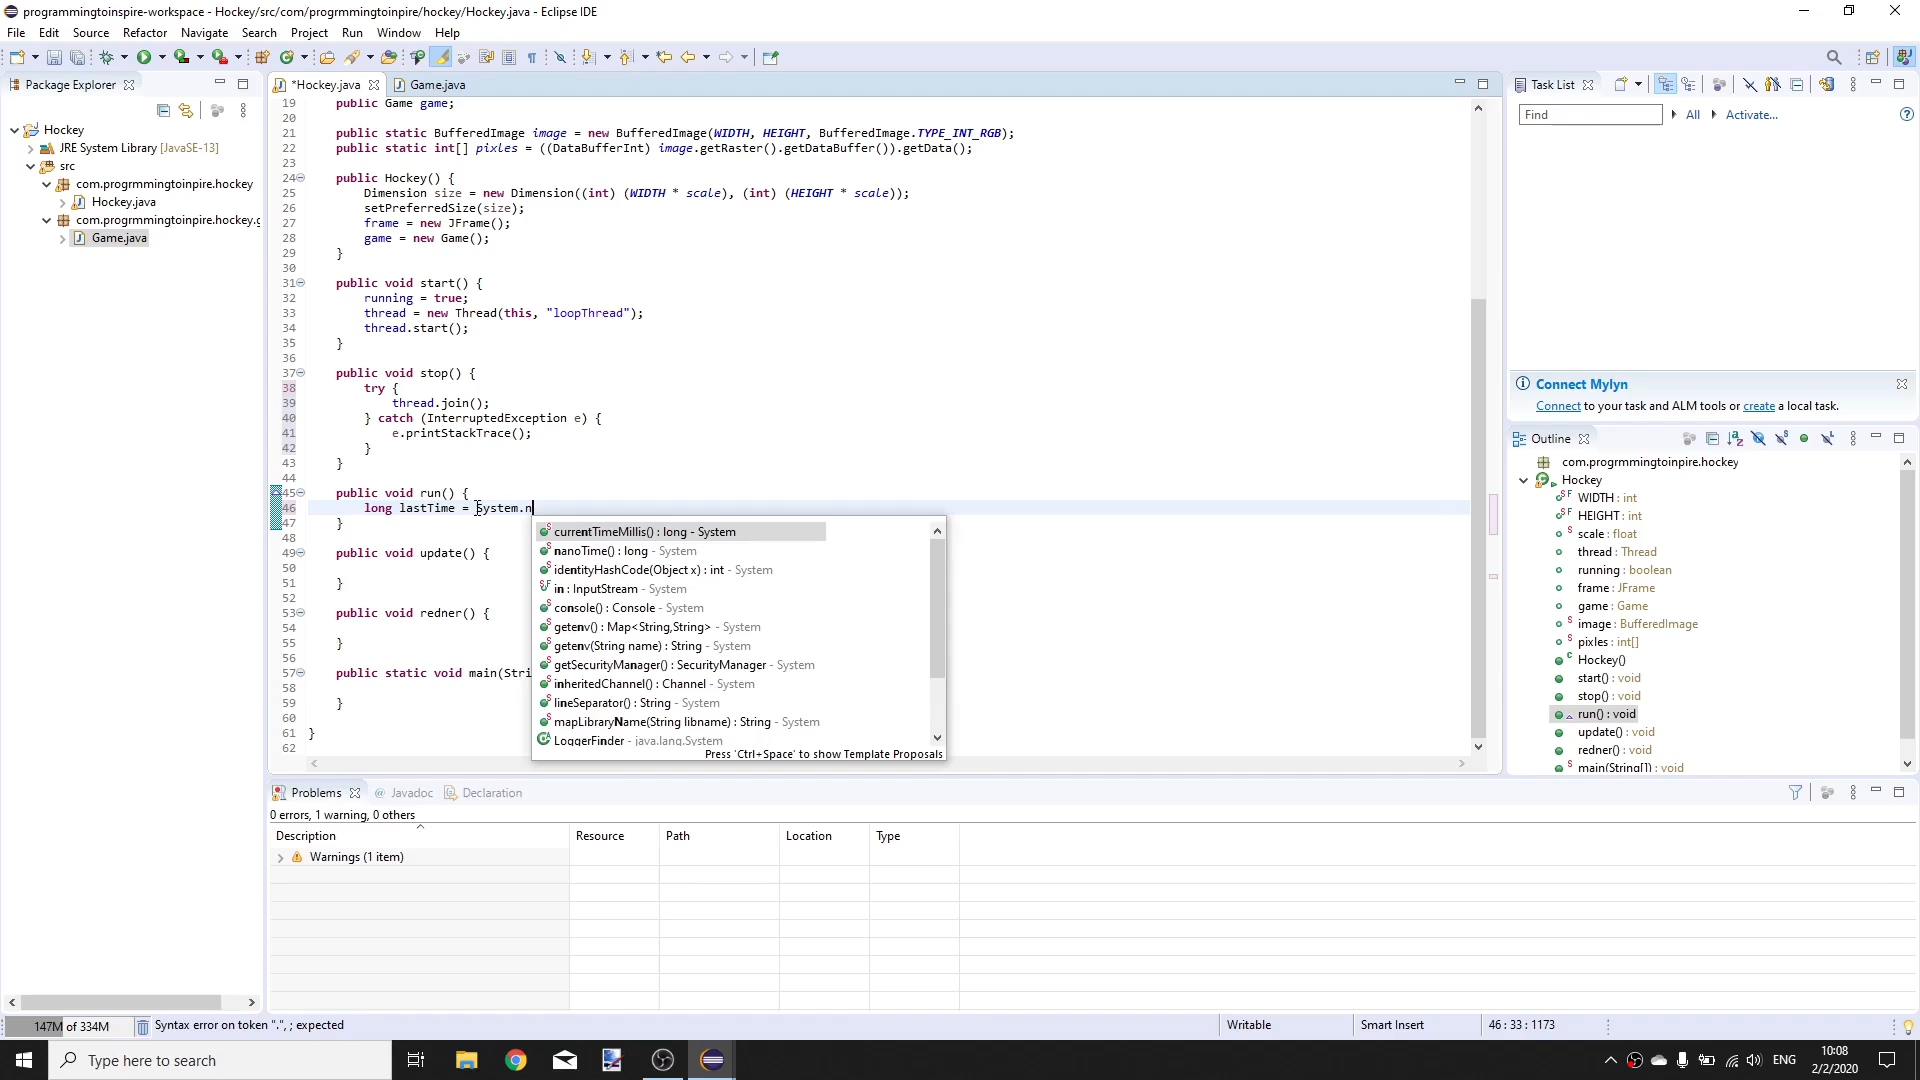 programmingtoinspire-workspace - Hockey/src/com/progrmmingtoinpire/hockey/Hockey.java - Eclipse IDE
File Edit Source Refactor Navigate Search Project Run Window Help
Package Explorer
Hockey
JRE System Library [JavaSE-13]
src
com.progrmmingtoinpire.hockey
Hockey.java
com.progrmmingtoinpire.hockey.g
Game.java
*Hockey.java
Game.java
19 public Game game;
20
21 public static BufferedImage image = new BufferedImage(WIDTH, HEIGHT, BufferedImage.TYPE_INT_RGB);
22 public static int[] pixles = ((DataBufferInt) image.getRaster().getDataBuffer()).getData();
23
24 public Hockey() {
25 Dimension size = new Dimension((int) (WIDTH * scale), (int) (HEIGHT * scale));
26 setPreferredSize(size);
27 frame = new JFrame();
28 game = new Game();
29 }
30
31 public void start() {
32 running = true;
33 thread = new Thread(this, "loopThread");
34 thread.start();
35 }
36
37 public void stop() {
38 try {
39 thread.join();
40 } catch (InterruptedException e) {
41 e.printStackTrace();
42 }
43 }
44
45 public void run() {
46 long lastTime = System.n
47 }
48
49 public void update() {
50
51 }
52
53 public void redner() {
54
55 }
56
57 public static void main(Stri
58
59 }
60
61 }
62
currentTimeMillis() : long - System
nanoTime() : long - System
identityHashCode(Object x) : int - System
in : InputStream - System
console() : Console - System
getenv() : Map<String,String> - System
getenv(String name) : String - System
getSecurityManager() : SecurityManager - System
inheritedChannel() : Channel - System
lineSeparator() : String - System
mapLibraryName(String libname) : String - System
LoggerFinder - java.lang.System
Press 'Ctrl+Space' to show Template Proposals
Task List
Find All Activate...
Connect Mylyn
Connect to your task and ALM tools or create a local task.
Outline
com.progrmmingtoinpire.hockey
Hockey
WIDTH : int
HEIGHT : int
scale : float
thread : Thread
running : boolean
frame : JFrame
game : Game
image : BufferedImage
pixles : int[]
Hockey()
start() : void
stop() : void
run() : void
update() : void
redner() : void
main(String[]) : void
Problems Javadoc Declaration
0 errors, 1 warning, 0 others
Description Resource Path Location Type
Warnings (1 item)
147M of 334M Syntax error on token ".", ; expected Writable Smart Insert 46 : 33 : 1173
Type here to search
ENG
10:08
2/2/2020